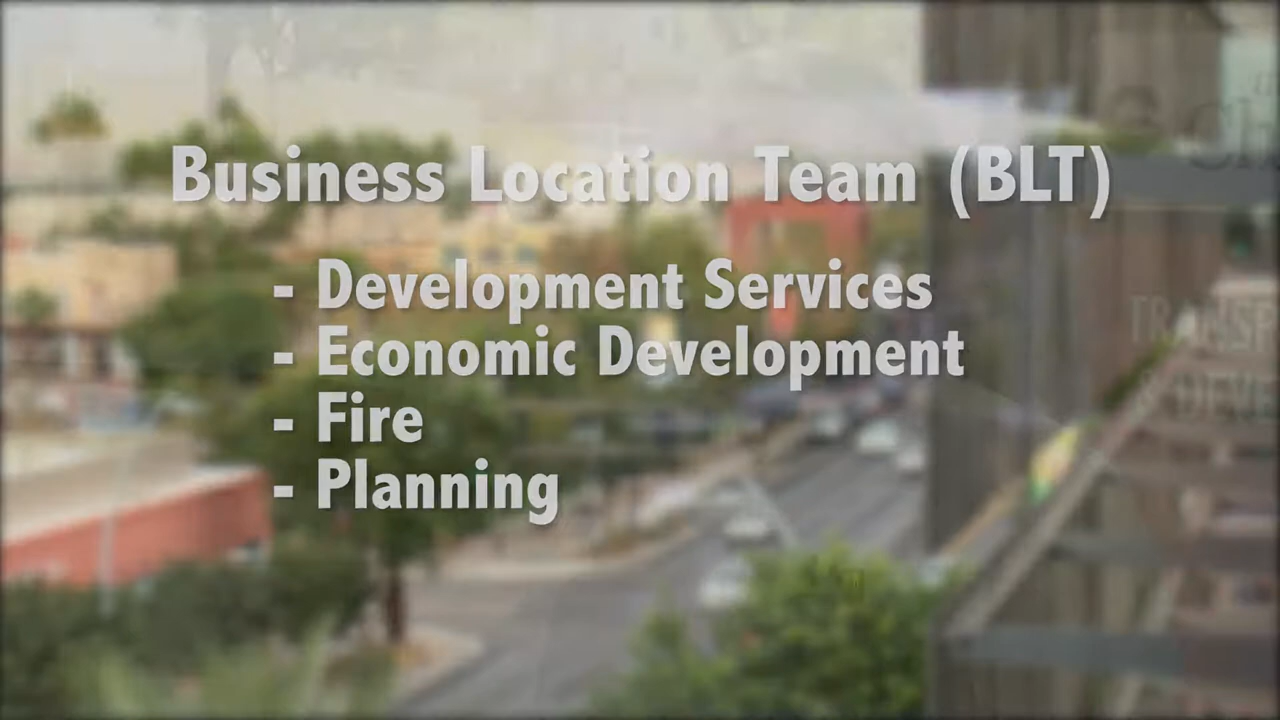 Business Location Team (BLT)
- Development Services
- Economic Development
- Fire
- Planning